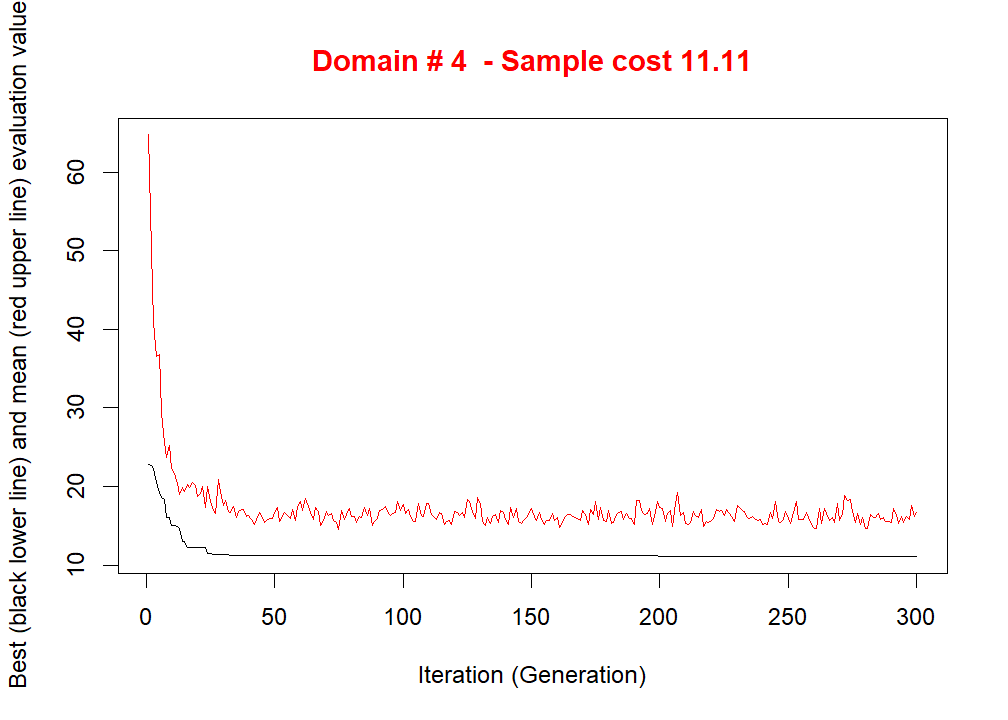 Domain # 4  - Sample cost 11.11
Best (black lower line) and mean (red upper line) evaluation value
60
50
40
30
20
10
0 50 100 150 200 250 300
Iteration (Generation)